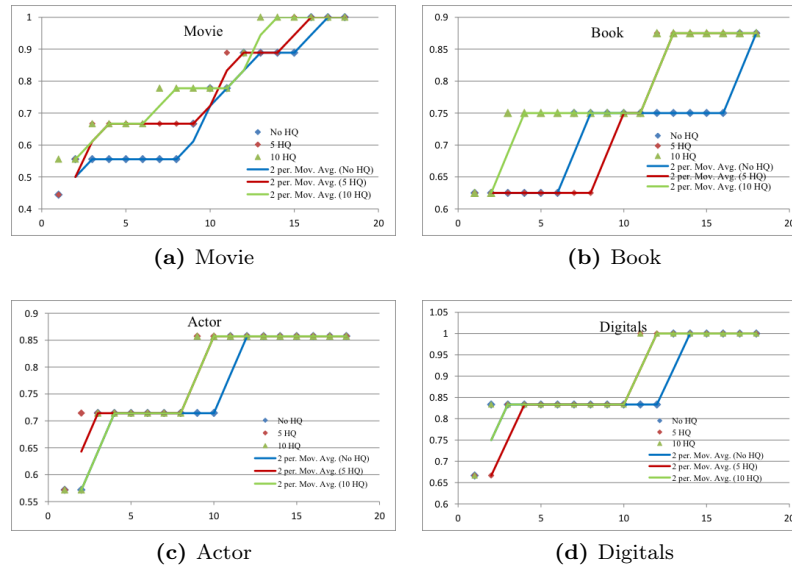 Movie
1
0.9
0.8
0.7
0.6
0.5
0.4
No HQ
5 HQ
10 HQ
2 per. Mov. Avg. (No HQ)
2 per. Mov. Avg. (5 HQ)
2 per. Mov. Avg. (10 HQ)
0 5 10 15 20
(a) Movie
Book
0.9
0.85
0.8
0.75
0.7
0.65
0.6
No HQ
5 HQ
10 HQ
2 per. Mov. Avg. (No HQ)
2 per. Mov. Avg. (5 HQ)
2 per. Mov. Avg. (10 HQ)
0 5 10 15 20
(b) Book
Actor
0.9
0.85
0.8
0.75
0.7
0.65
0.6
0.55
No HQ
5 HQ
10 HQ
2 per. Mov. Avg. (No HQ)
2 per. Mov. Avg. (5 HQ)
2 per. Mov. Avg. (10 HQ)
0 5 10 15 20
(c) Actor
Digitals
1.05
1
0.95
0.9
0.85
0.8
0.75
0.7
0.65
0.6
No HQ
5 HQ
10 HQ
2 per. Mov. Avg. (No HQ)
2 per. Mov. Avg. (5 HQ)
2 per. Mov. Avg. (10 HQ)
0 5 10 15 20
(d) Digitals